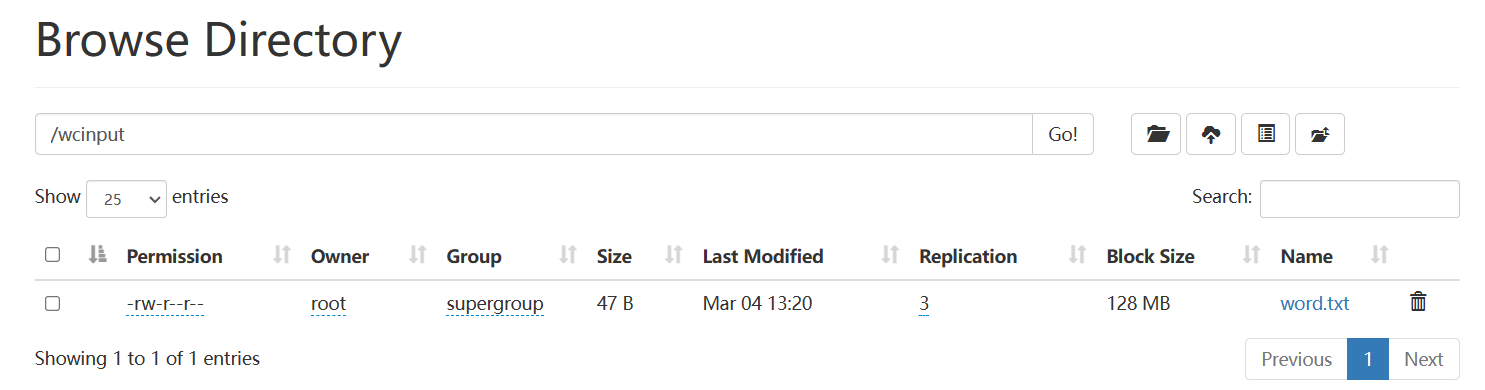 Browse Directory
/wcinput Go!
Show 25 entries Search:
Permission Owner Group Size Last Modified Replication Block Size Name
-rw-r--r-- root supergroup 47 B Mar 04 13:20 3 128 MB word.txt
Showing 1 to 1 of 1 entries Previous 1 Next